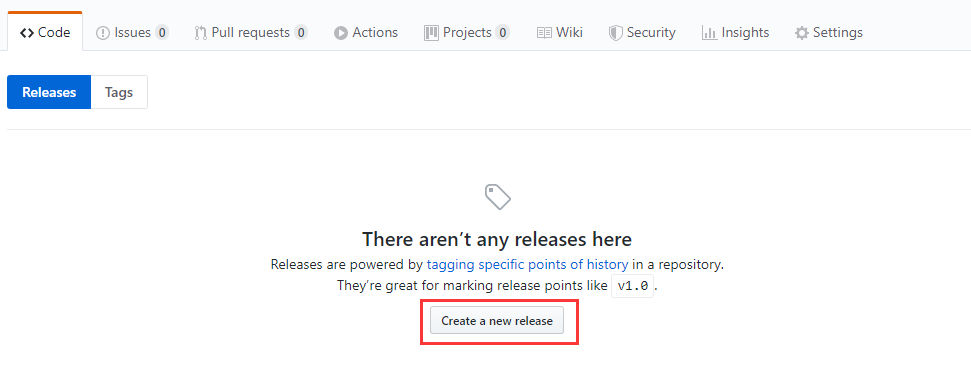 Code Issues 0 Pull requests 0 Actions Projects 0 Wiki Security Insights Settings
Releases Tags
There aren’t any releases here
Releases are powered by tagging specific points of history in a repository.
They’re great for marking release points like v1.0.
Create a new release